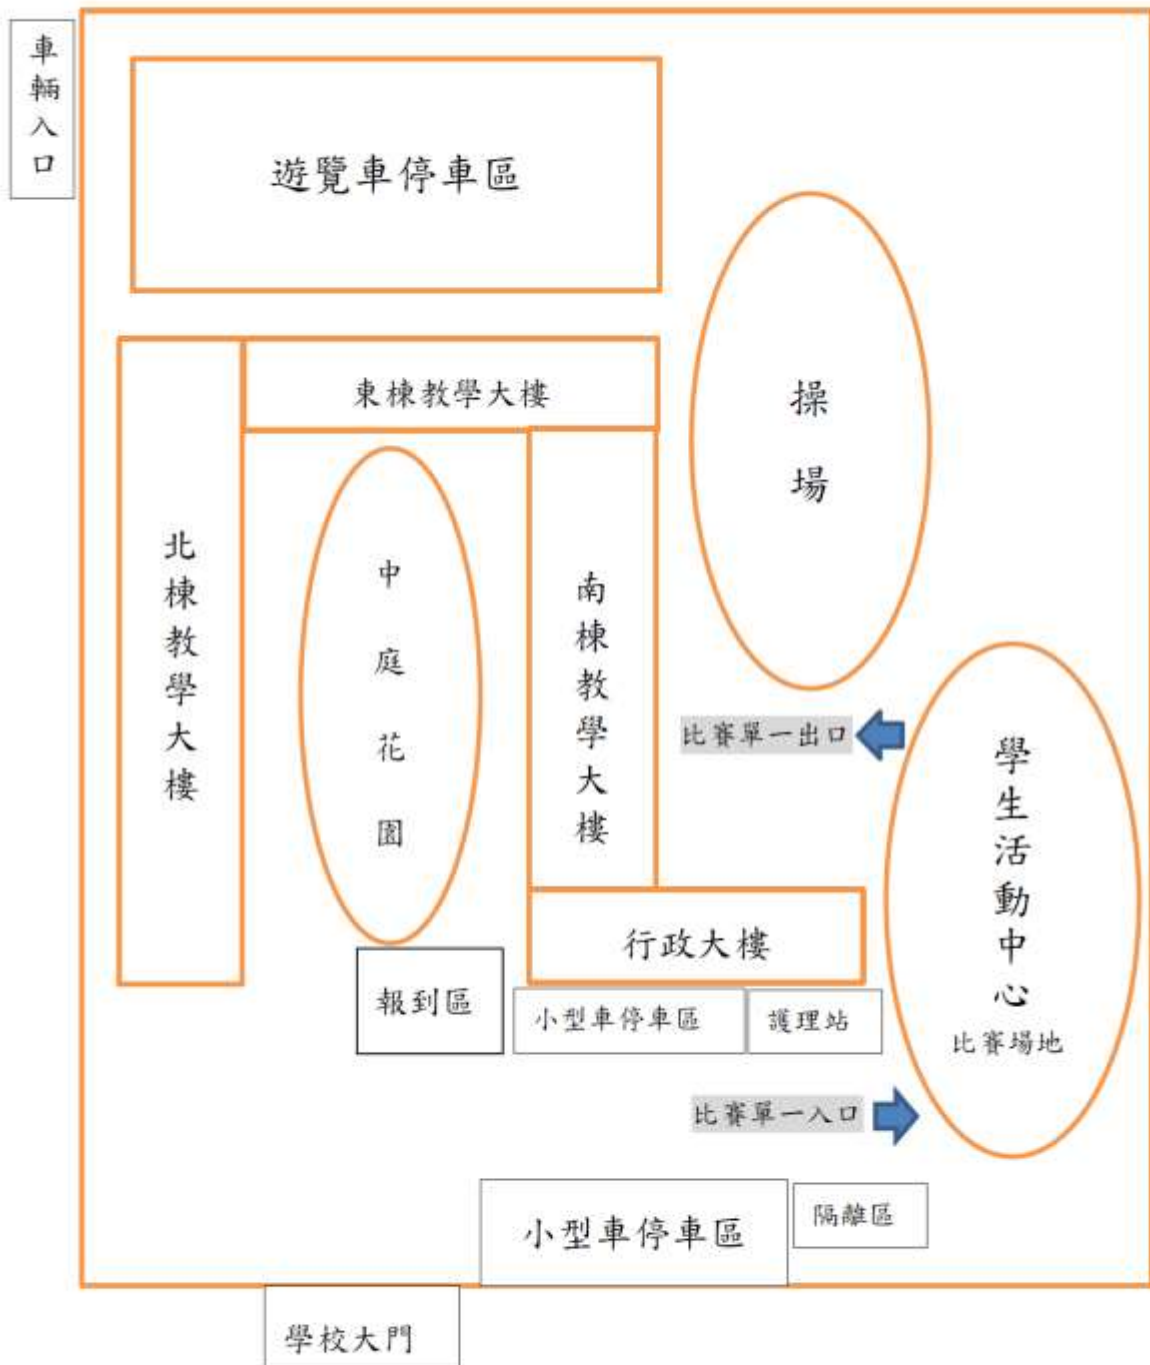 車輛入口
遊覽車停車區
操場
東棟教學大樓
北棟教學大樓
中庭花園
南棟教學大樓
比賽單一出口
學生活動中心
比賽場地
行政大樓
報到區
小型車停車區
護理站
比賽單一入口
小型車停車區
隔離區
學校大門